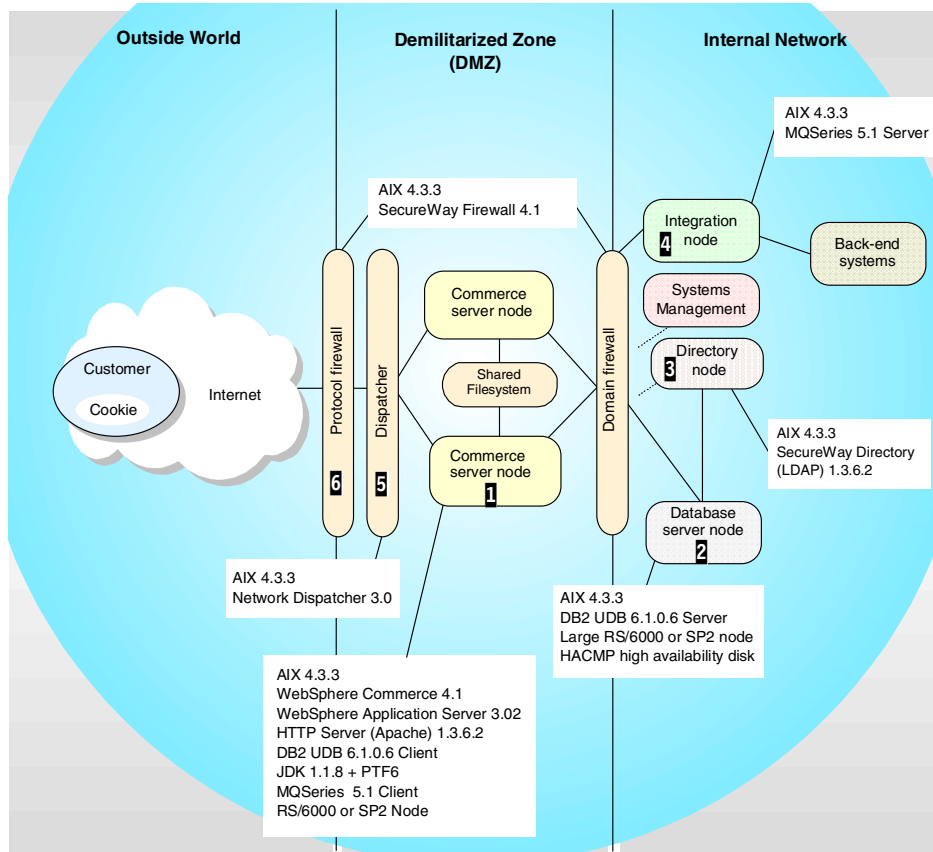 Outside World
Demilitarized Zone
(DMZ)
Internal Network
AIX 4.3.3
MQSeries 5.1 Server
AIX 4.3.3
SecureWay Firewall 4.1
Integration
node
4
Back-end
systems
Systems
Management
Directory
node
3
Commerce
server node
Shared
Filesystem
Commerce
server node
1
Customer
Cookie
Internet
Protocol firewall
6
Dispatcher
5
Domain firewall
AIX 4.3.3
SecureWay Directory
(LDAP) 1.3.6.2
Database
server node
2
AIX 4.3.3
Network Dispatcher 3.0
AIX 4.3.3
DB2 UDB 6.1.0.6 Server
Large RS/6000 or SP2 node
HACMP high availability disk
AIX 4.3.3
WebSphere Commerce 4.1
WebSphere Application Server 3.02
HTTP Server (Apache) 1.3.6.2
DB2 UDB 6.1.0.6 Client
JDK 1.1.8 + PTF6
MQSeries 5.1 Client
RS/6000 or SP2 Node